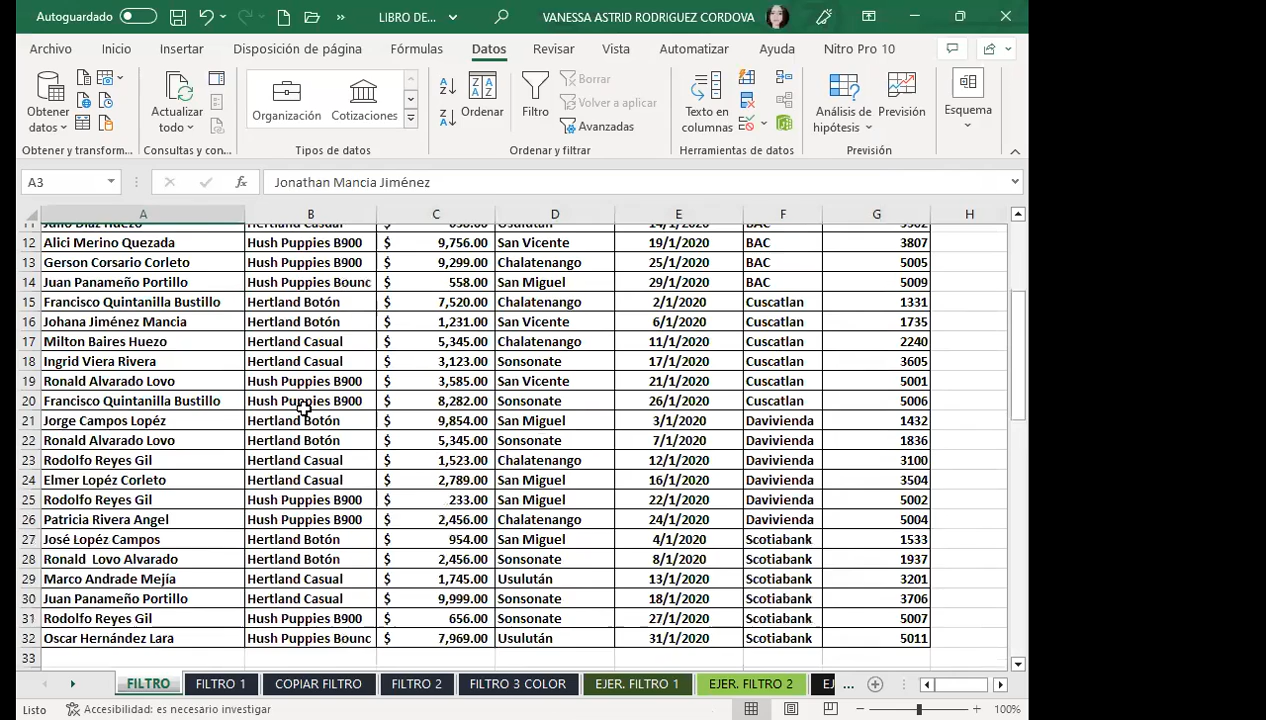 Autoguardado LIBRO DE... VANESSA ASTRID RODRIGUEZ CORDOVA
Archivo Inicio Insertar Disposición de página Fórmulas Datos Revisar Vista Automatizar Ayuda Nitro Pro 10
Obtener datos Actualizar todo Organización Cotizaciones Ordenar Filtro Borrar Volver a aplicar Avanzadas Texto en columnas Análisis de hipótesis Previsión Esquema
Obtener y transform... Consultas y con... Tipos de datos Ordenar y filtrar Herramientas de datos Previsión
A3 fx Jonathan Mancia Jiménez
A B C D E F G H
12 Alici Merino Quezada Hush Puppies B900 $ 9,756.00 San Vicente 19/1/2020 BAC 3807
13 Gerson Corsario Corleto Hush Puppies B900 $ 9,299.00 Chalatenango 25/1/2020 BAC 5005
14 Juan Panameño Portillo Hush Puppies Bounc $ 558.00 San Miguel 29/1/2020 BAC 5009
15 Francisco Quintanilla Bustillo Hertland Botón $ 7,520.00 Chalatenango 2/1/2020 Cuscatlan 1331
16 Johana Jiménez Mancia Hertland Botón $ 1,231.00 San Vicente 6/1/2020 Cuscatlan 1735
17 Milton Baires Huezo Hertland Casual $ 5,345.00 Chalatenango 11/1/2020 Cuscatlan 2240
18 Ingrid Viera Rivera Hertland Casual $ 3,123.00 Sonsonate 17/1/2020 Cuscatlan 3605
19 Ronald Alvarado Lovo Hush Puppies B900 $ 3,585.00 San Vicente 21/1/2020 Cuscatlan 5001
20 Francisco Quintanilla Bustillo Hush Puppies B900 $ 8,282.00 Sonsonate 26/1/2020 Cuscatlan 5006
21 Jorge Campos Lopéz Hertland Botón $ 9,854.00 San Miguel 3/1/2020 Davivienda 1432
22 Ronald Alvarado Lovo Hertland Botón $ 5,345.00 Sonsonate 7/1/2020 Davivienda 1836
23 Rodolfo Reyes Gil Hertland Casual $ 1,523.00 Chalatenango 12/1/2020 Davivienda 3100
24 Elmer Lopéz Corleto Hertland Casual $ 2,789.00 San Miguel 16/1/2020 Davivienda 3504
25 Rodolfo Reyes Gil Hush Puppies B900 $ 233.00 San Miguel 22/1/2020 Davivienda 5002
26 Patricia Rivera Angel Hush Puppies B900 $ 2,456.00 Chalatenango 24/1/2020 Davivienda 5004
27 José Lopéz Campos Hertland Botón $ 954.00 San Miguel 4/1/2020 Scotiabank 1533
28 Ronald Lovo Alvarado Hertland Botón $ 2,456.00 Sonsonate 8/1/2020 Scotiabank 1937
29 Marco Andrade Mejía Hertland Casual $ 1,745.00 Usulután 13/1/2020 Scotiabank 3201
30 Juan Panameño Portillo Hertland Casual $ 9,999.00 Sonsonate 18/1/2020 Scotiabank 3706
31 Rodolfo Reyes Gil Hush Puppies B900 $ 656.00 Sonsonate 27/1/2020 Scotiabank 5007
32 Oscar Hernández Lara Hush Puppies Bounc $ 7,969.00 Usulután 31/1/2020 Scotiabank 5011
33
FILTRO FILTRO 1 COPIAR FILTRO FILTRO 2 FILTRO 3 COLOR EJER. FILTRO 1 EJER. FILTRO 2 EJ ...
Listo Accesibilidad: es necesario investigar 100%